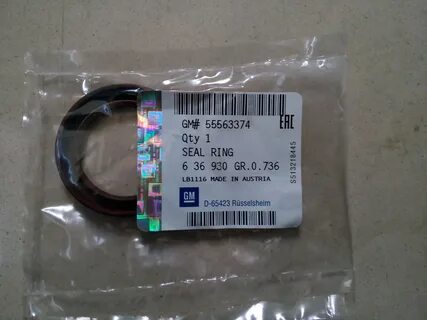 GM# 55563374
Qty 1
SEAL RING
6 36 930 GR.0.736
LB1116 MADE IN AUSTRIA
GM
D-65423 Rüsselsheim
EAC
S513218445